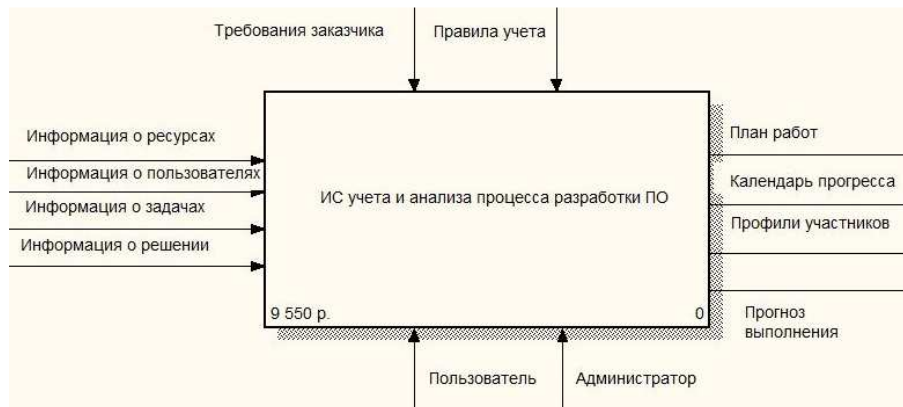 Требования заказчика
Правила учета
Информация о ресурсах
Информация о пользователях
Информация о задачах
Информация о решении
ИС учета и анализа процесса разработки ПО
9 550 р.
0
План работ
Календарь прогресса
Профили участников
Прогноз
выполнения
Пользователь
Администратор